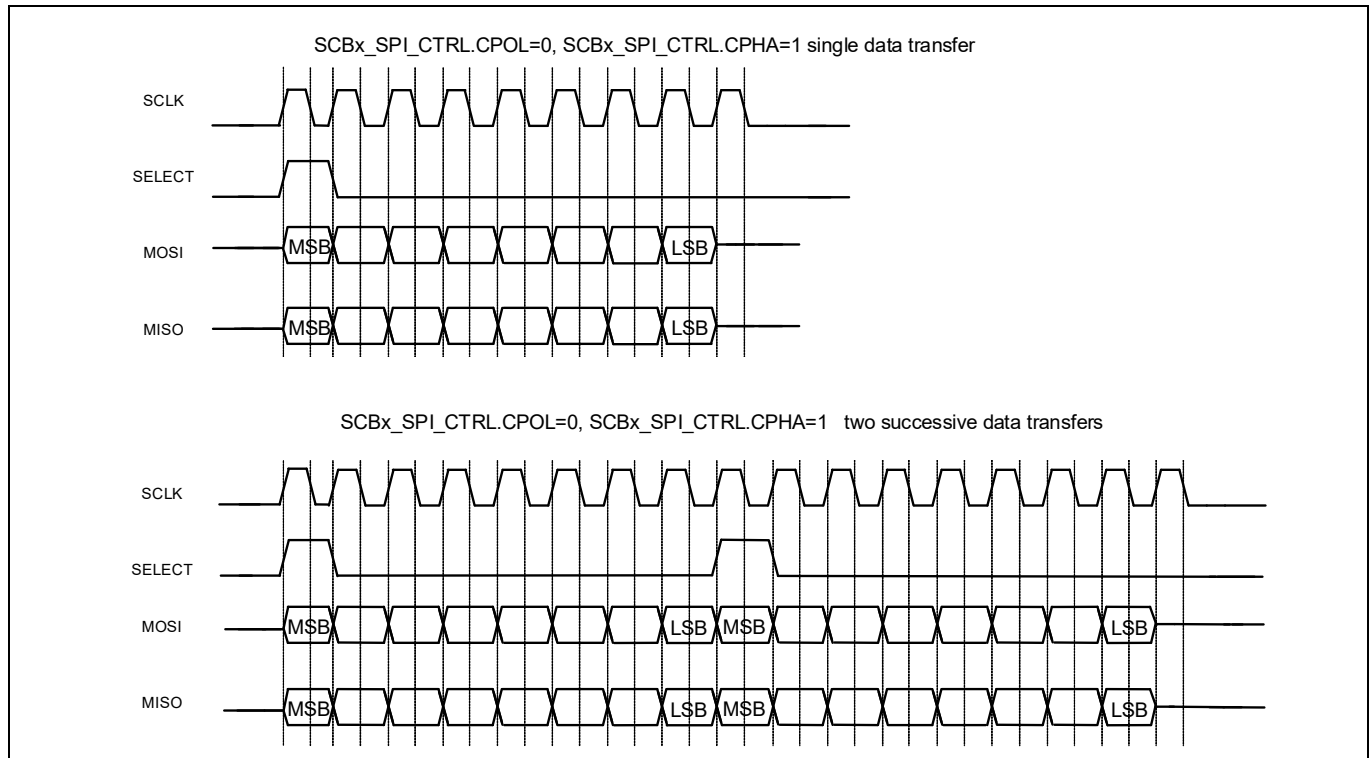 SCBx_SPI_CTRL.CPOL=0, SCBx_SPI_CTRL.CPHA=1 single data transfer
SCLK
SELECT
MOSI MSB LSB
MISO MSB LSB
SCBx_SPI_CTRL.CPOL=0, SCBx_SPI_CTRL.CPHA=1 two successive data transfers
SCLK
SELECT
MOSI MSB LSB MSB LSB
MISO MSB LSB MSB LSB